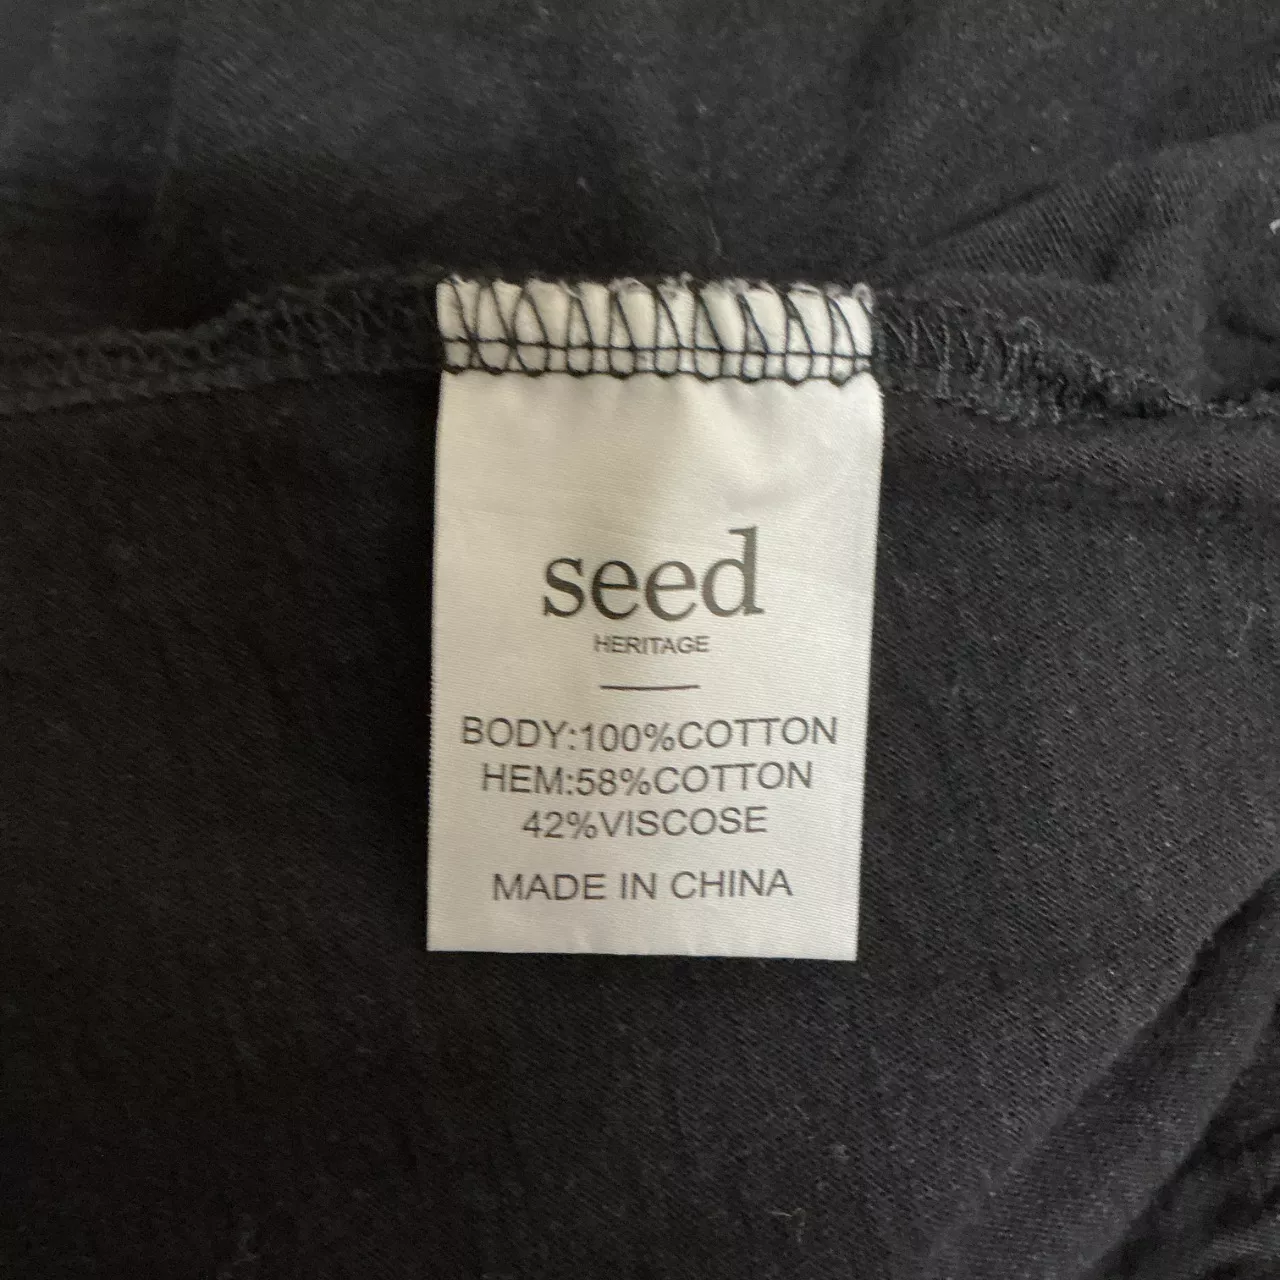 seed
HERITAGE
BODY:100%COTTON
HEM:58%COTTON
42%VISCOSE
MADE IN CHINA